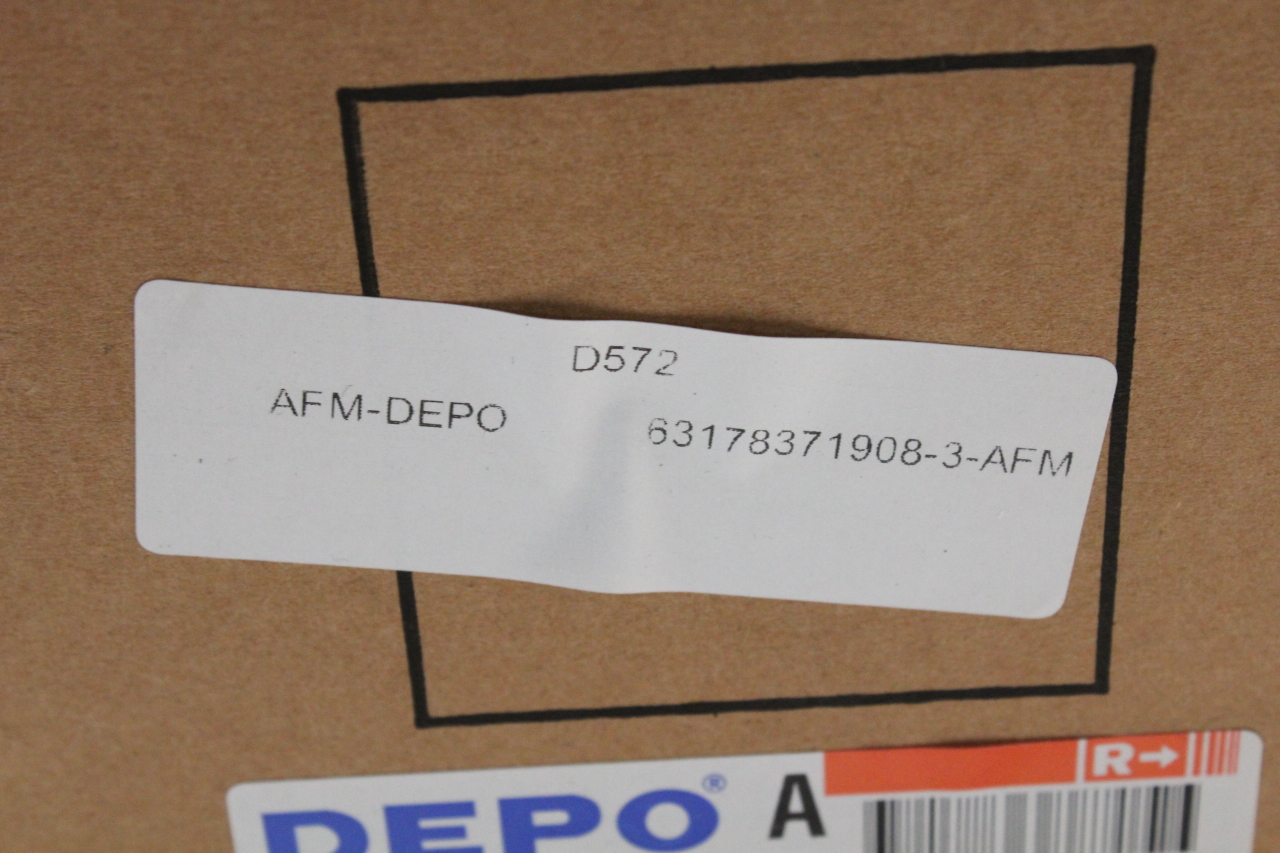 D572
AFM-DEPO 63178371908-3-AFM
DEPO® A R→